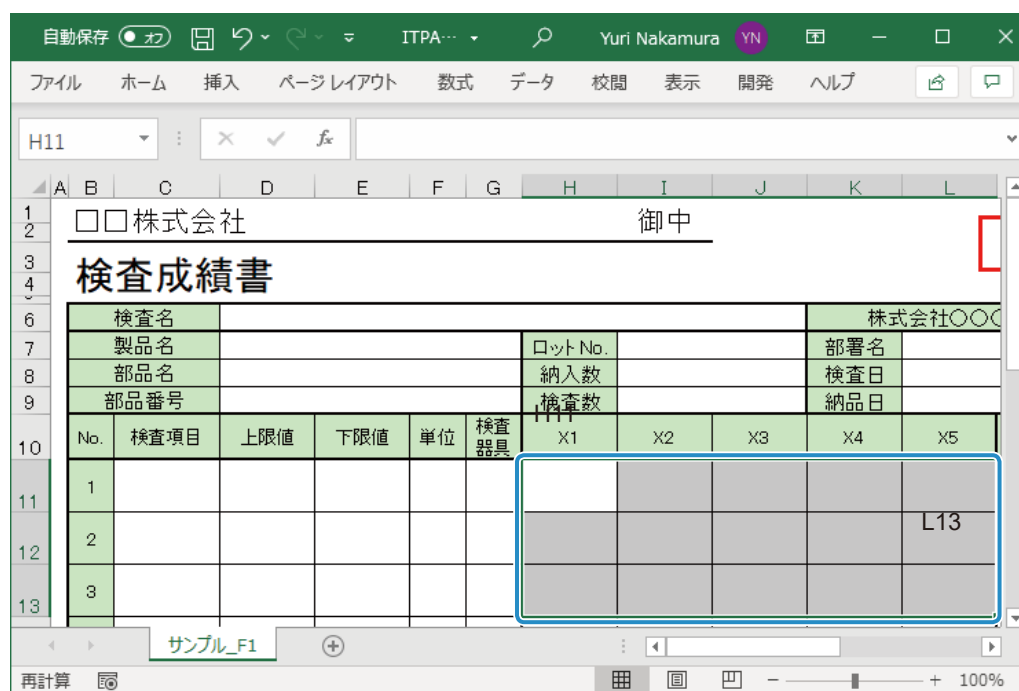 自動保存 オフ ITPA… Yuri Nakamura YN
ファイル ホーム 挿入 ページ レイアウト 数式 データ 校閲 表示 開発 ヘルプ
H11 fx
A B C D E F G H I J K L
1
2 □□株式会社 御中
3
4 検査成績書
6 検査名 株式会社○○○
7 製品名 ロットNo. 部署名
8 部品名 納入数 検査日
9 部品番号 検査数 納品日
H11
10 No. 検査項目 上限値 下限値 単位 検査器具 X1 X2 X3 X4 X5
11 1
L13
12 2
13 3
サンプル_F1
再計算 100%